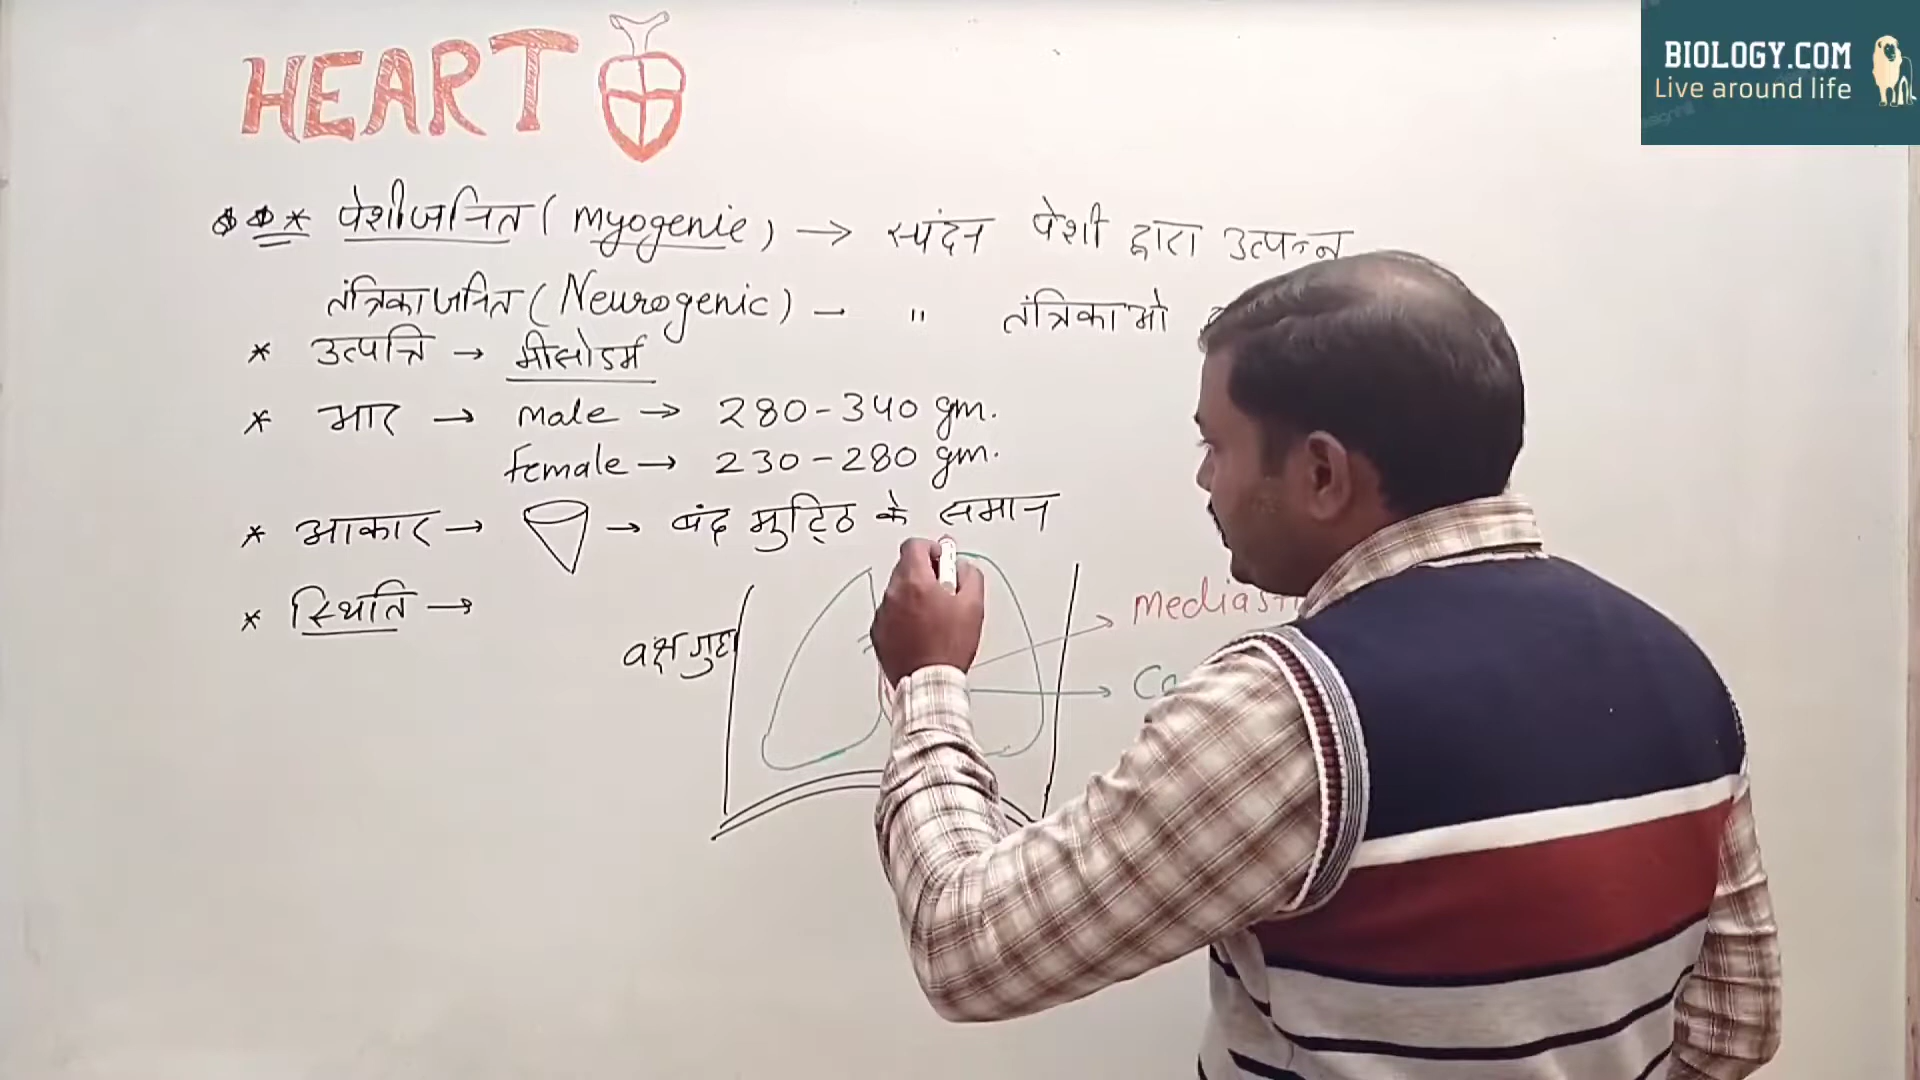 HEART
BIOLOGY.COM
Live around life
* पेशीजनित (myogenic) → स्पंदन पेशी द्वारा उत्पन्न
तंत्रिकाजनित (Neurogenic) - " तंत्रिकाओ
* उत्पत्ति → मीसोडर्म
* भार → male → 280-340 gm.
Female → 230-280 gm.
* आकार → → बंद मुट्ठि के समान
* स्थिति →
वक्ष गुहा